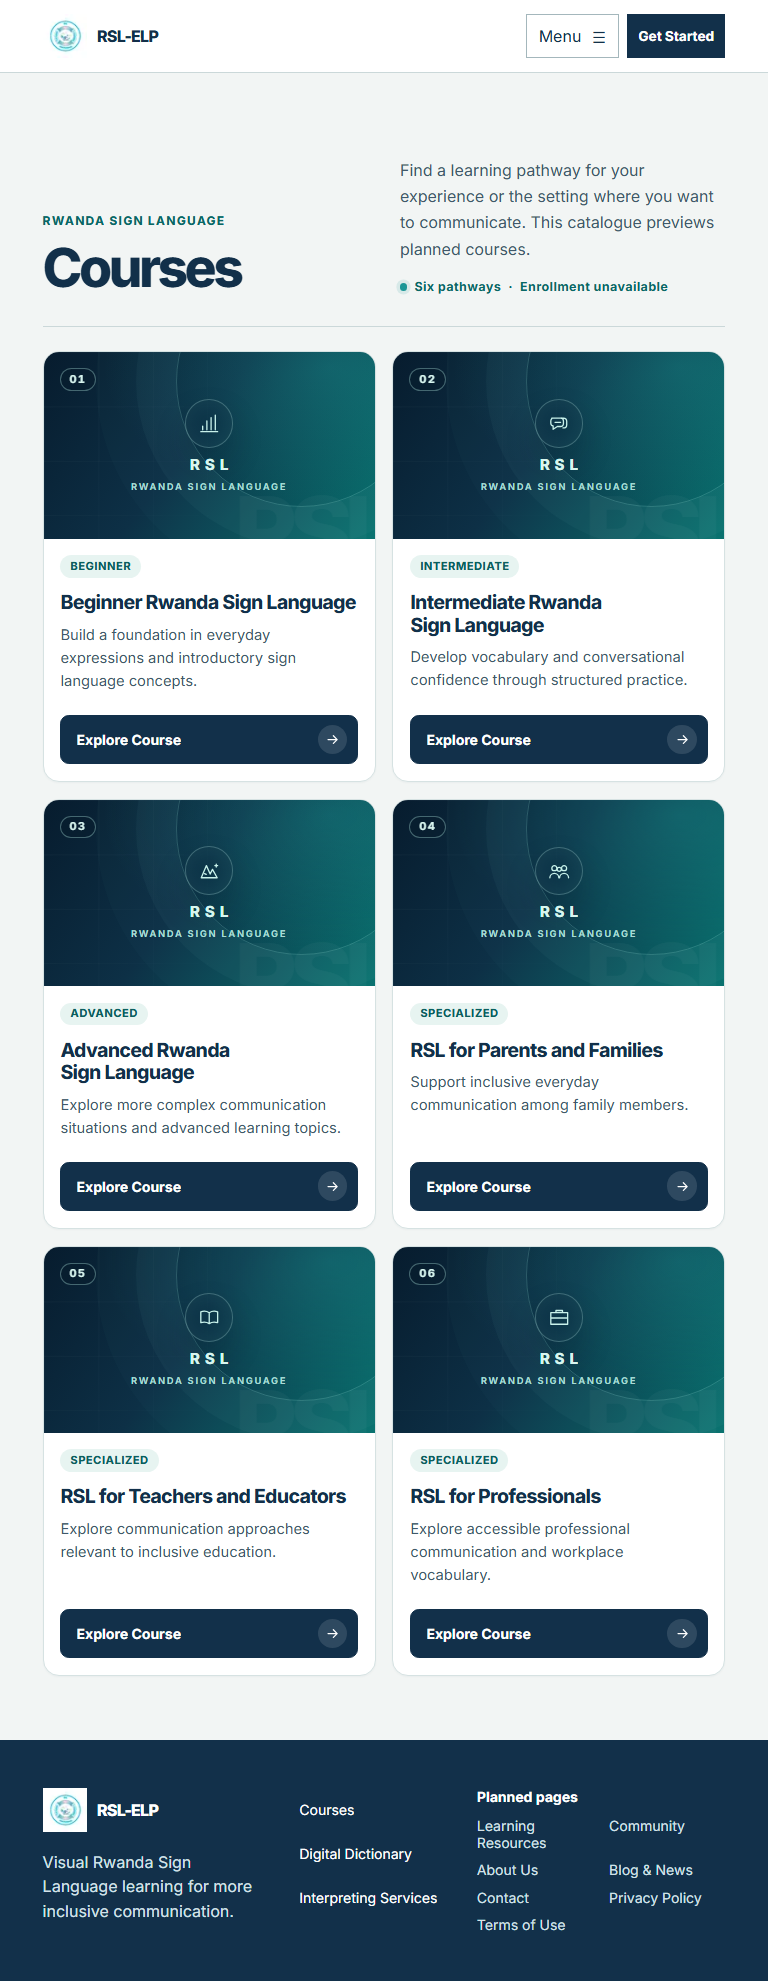 RSL-ELP
Menu
Get Started
RWANDA SIGN LANGUAGE
Courses
Find a learning pathway for your
experience or the setting where you want
to communicate. This catalogue previews
planned courses.
Six pathways · Enrollment unavailable
01
RSL
RWANDA SIGN LANGUAGE
RSL
BEGINNER
Beginner Rwanda Sign Language
Build a foundation in everyday
expressions and introductory sign
language concepts.
Explore Course
02
RSL
RWANDA SIGN LANGUAGE
RSL
INTERMEDIATE
Intermediate Rwanda
Sign Language
Develop vocabulary and conversational
confidence through structured practice.
Explore Course
03
RSL
RWANDA SIGN LANGUAGE
RSL
ADVANCED
Advanced Rwanda
Sign Language
Explore more complex communication
situations and advanced learning topics.
Explore Course
04
RSL
RWANDA SIGN LANGUAGE
RSL
SPECIALIZED
RSL for Parents and Families
Support inclusive everyday
communication among family members.
Explore Course
05
RSL
RWANDA SIGN LANGUAGE
RSL
SPECIALIZED
RSL for Teachers and Educators
Explore communication approaches
relevant to inclusive education.
Explore Course
06
RSL
RWANDA SIGN LANGUAGE
RSL
SPECIALIZED
RSL for Professionals
Explore accessible professional
communication and workplace
vocabulary.
Explore Course
RSL-ELP
Visual Rwanda Sign
Language learning for more
inclusive communication.
Courses
Digital Dictionary
Interpreting Services
Planned pages
Learning
Resources
Community
About Us
Blog & News
Contact
Privacy Policy
Terms of Use